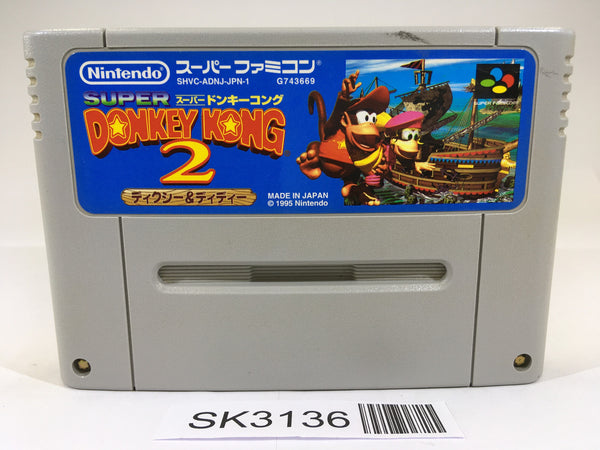 Nintendo スーパーファミコン®
SHVC-ADNJ-JPN-1 G743669
SUPER スーパードンキーコング
DONKEY KONG
2
ディクシー&ディディー
MADE IN JAPAN
© 1995 Nintendo
SUPER FAMICOM
SK3136